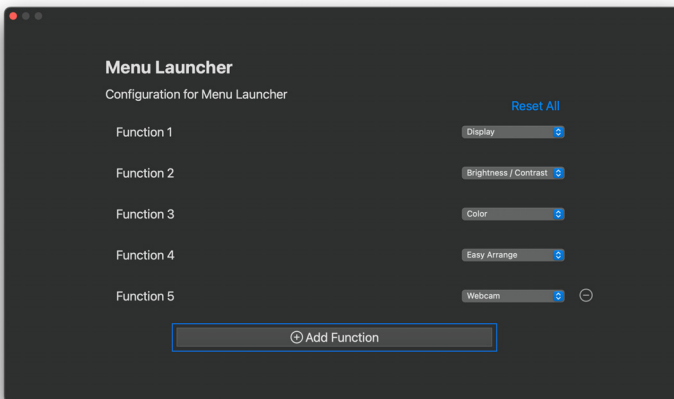 Menu Launcher
Configuration for Menu Launcher
Reset All
Function 1 Display
Function 2 Brightness / Contrast
Function 3 Color
Function 4 Easy Arrange
Function 5 Webcam
Add Function